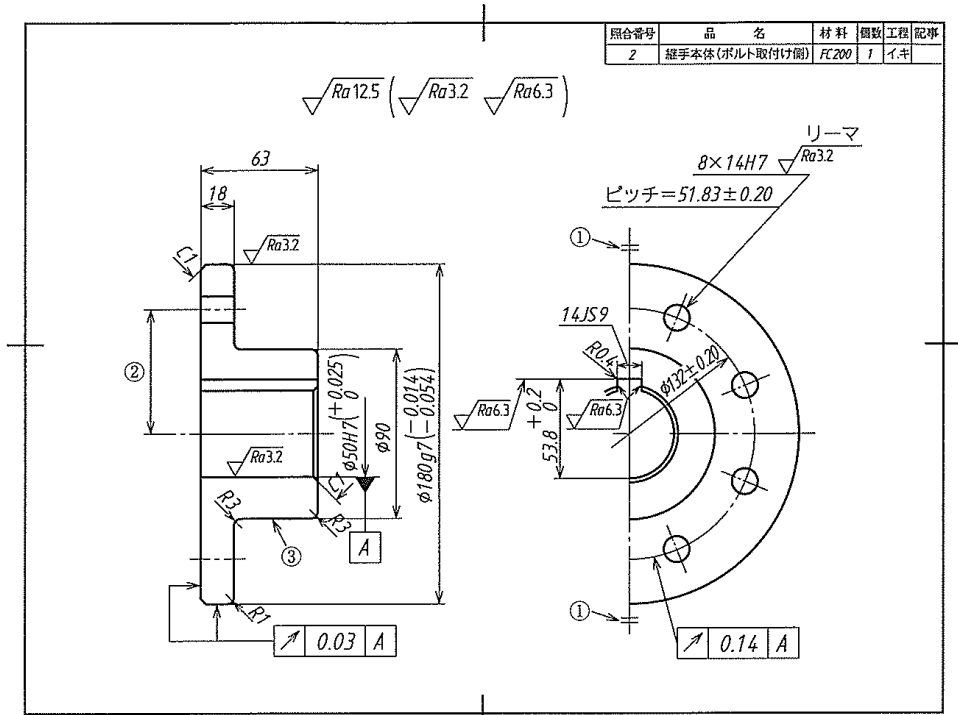 照合番号 品名 材料 個数 工程 記事
2 継手本体(ボルト取付け側) FC200 1 イ.キ
Ra12.5 ( Ra3.2 Ra6.3 )
リーマ
8×14H7 Ra3.2
ピッチ=51.83±0.20
63
18
Ra3.2
C1
①
②
14JS9
R0.4
φ132±0.20
Ra6.3
+0.2
53.8 0
Ra6.3
φ50H7(+0.025 0)
φ90
φ180g7(−0.014 −0.054)
Ra3.2
C1
R3
R3
③
A
R1
①
0.03 A
0.14 A